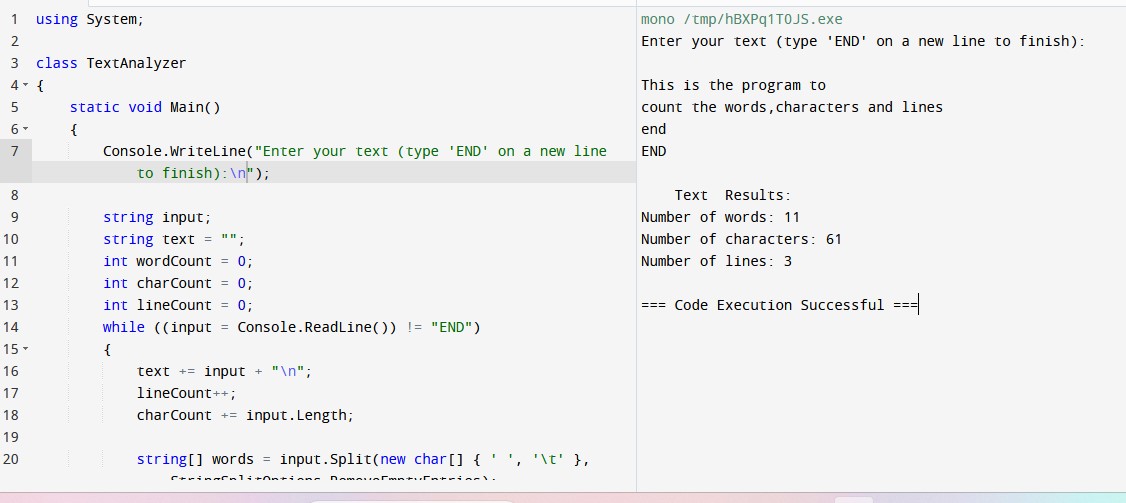 1 using System;
2
3 class TextAnalyzer
4 {
5 static void Main()
6 {
7 Console.WriteLine("Enter your text (type 'END' on a new line
to finish):\n");
8
9 string input;
10 string text = "";
11 int wordCount = 0;
12 int charCount = 0;
13 int lineCount = 0;
14 while ((input = Console.ReadLine()) != "END")
15 {
16 text += input + "\n";
17 lineCount++;
18 charCount += input.Length;
19
20 string[] words = input.Split(new char[] { ' ', '\t' },
StringSplitOptions.RemoveEmptyEntries);
mono /tmp/hBXPq1T0JS.exe
Enter your text (type 'END' on a new line to finish):
This is the program to
count the words,characters and lines
end
END
Text Results:
Number of words: 11
Number of characters: 61
Number of lines: 3
=== Code Execution Successful ===